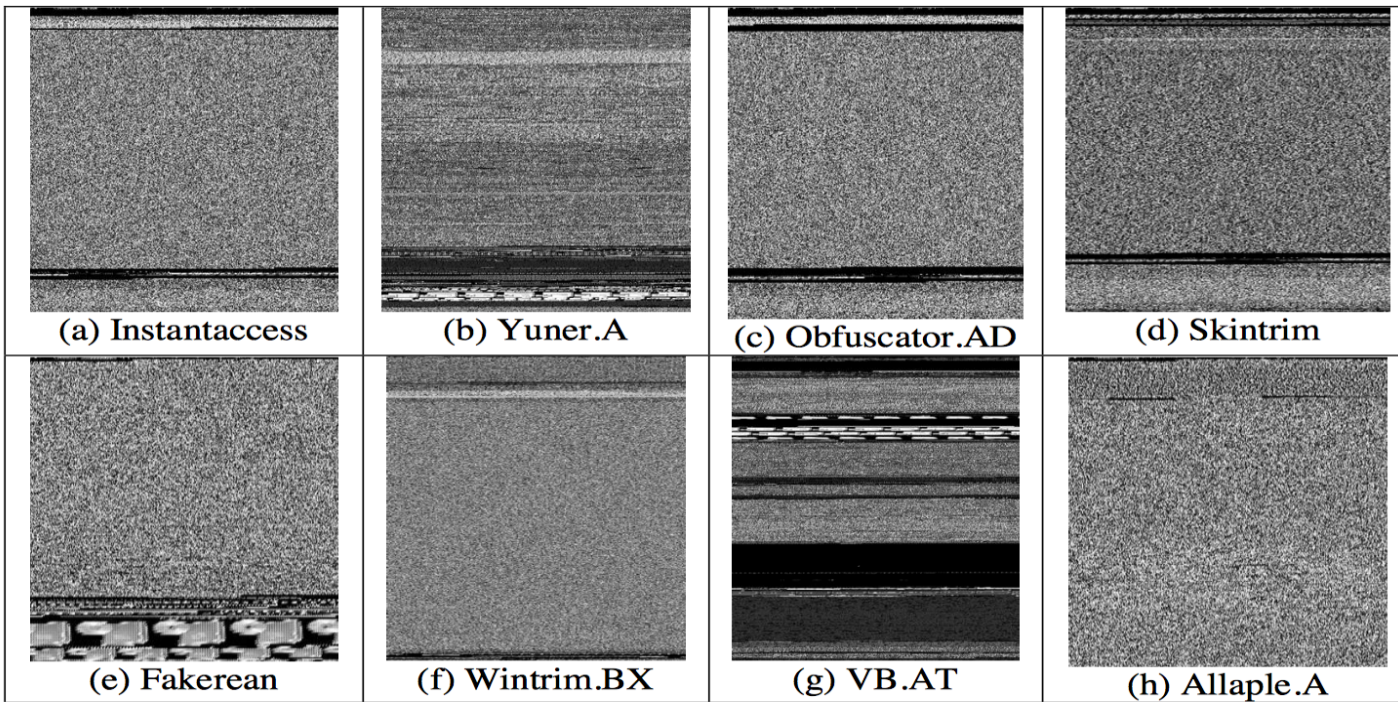 (a) Instantaccess
(b) Yuner.A
(c) Obfuscator.AD
(d) Skintrim
(e) Fakerean
(f) Wintrim.BX
(g) VB.AT
(h) Allaple.A